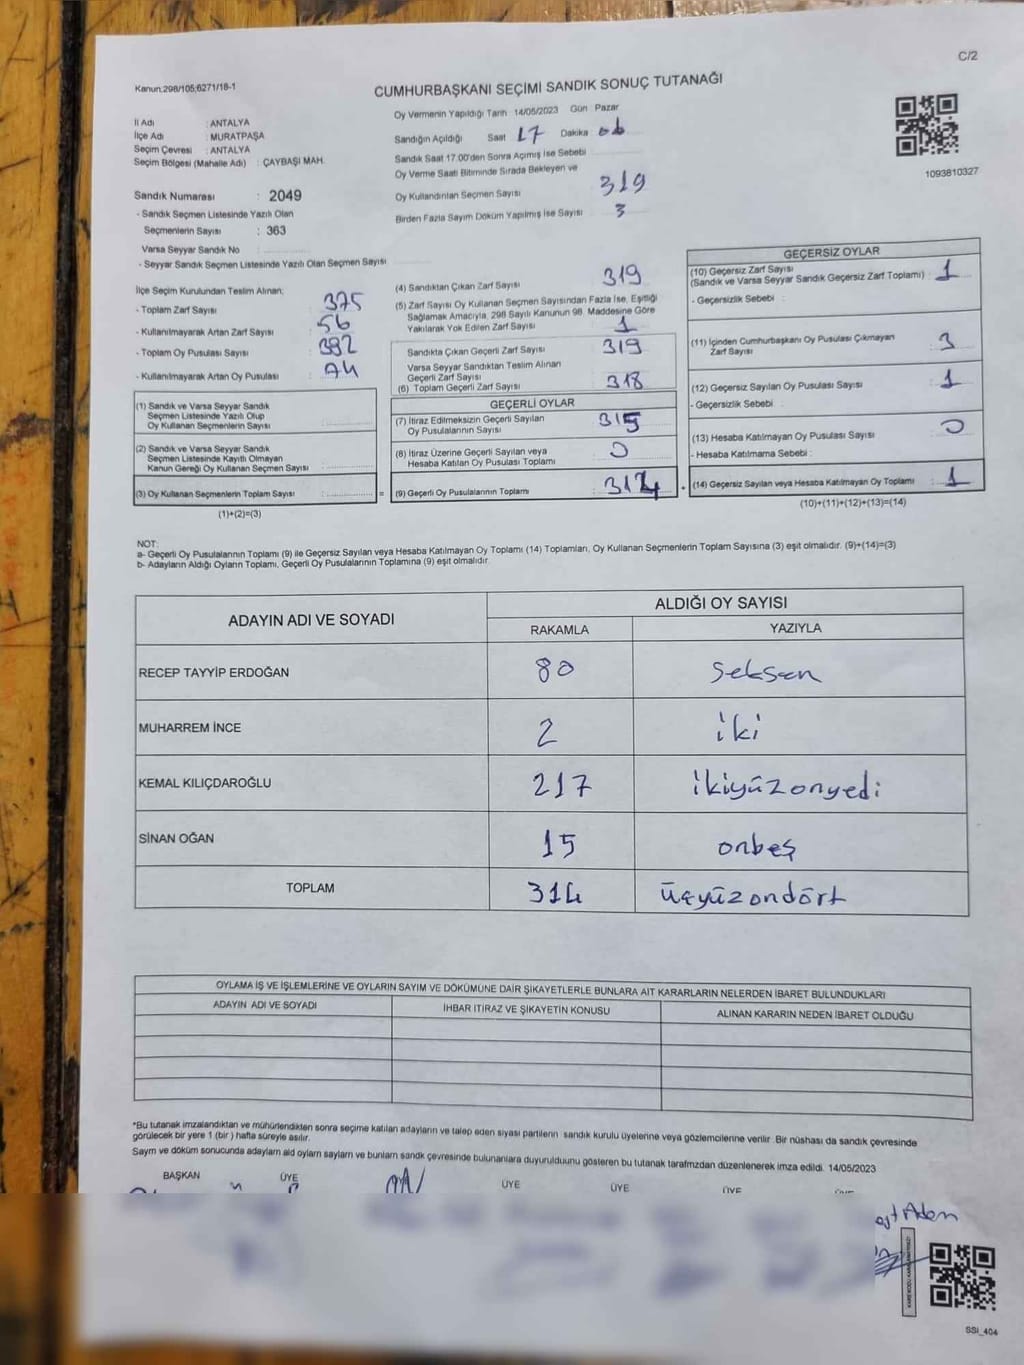 C/2
Kanun:298/105;6271/18-1
CUMHURBAŞKANI SEÇİMİ SANDIK SONUÇ TUTANAĞI
İl Adı : ANTALYA
İlçe Adı : MURATPAŞA
Seçim Çevresi : ANTALYA
Seçim Bölgesi (Mahalle Adı) : ÇAYBAŞI MAH.
Sandık Numarası : 2049
- Sandık Seçmen Listesinde Yazılı Olan
Seçmenlerin Sayısı : 363
Varsa Seyyar Sandık No :
- Seyyar Sandık Seçmen Listesinde Yazılı Olan Seçmen Sayısı
Oy Vermenin Yapıldığı Tarih 14/05/2023 Gün Pazar
Sandığın Açıldığı Saat 17 Dakika 06
Sandık Saat 17:00'den Sonra Açımış İse Sebebi
Oy Verme Saati Bitiminde Sırada Bekleyen ve
Oy Kullandırılan Seçmen Sayısı 319
Birden Fazla Sayım Döküm Yapılmış İse Sayısı 3
1093810327
İlçe Seçim Kurulundan Teslim Alınan:
- Toplam Zarf Sayısı 375
- Kullanılmayarak Artan Zarf Sayısı 56
- Toplam Oy Pusulası Sayısı 392
- Kullanılmayarak Artan Oy Pusulası 74
(1) Sandık ve Varsa Seyyar Sandık
Seçmen Listesinde Yazılı Olup
Oy Kullanan Seçmenlerin Sayısı :
(2) Sandık ve Varsa Seyyar Sandık
Seçmen Listesinde Kayıtlı Olmayan
Kanun Gereği Oy Kullanan Seçmen Sayısı :
(3) Oy Kullanan Seçmenlerin Toplam Sayısı : =
(1)+(2)=(3)
(4) Sandıktan Çıkan Zarf Sayısı 319
(5) Zarf Sayısı Oy Kullanan Seçmen Sayısından Fazla İse, Eşitliği
Sağlamak Amacıyla, 298 Sayılı Kanunun 98. Maddesine Göre
Yakılarak Yok Edilen Zarf Sayısı 1
Sandıkta Çıkan Geçerli Zarf Sayısı 319
Varsa Seyyar Sandıktan Teslim Alınan
Geçerli Zarf Sayısı
(6) Toplam Geçerli Zarf Sayısı 318
GEÇERLİ OYLAR
(7) İtiraz Edilmeksizin Geçerli Sayılan
Oy Pusulalarının Sayısı : 315
(8) İtiraz Üzerine Geçerli Sayılan veya
Hesaba Katılan Oy Pusulası Toplamı : 0
(9) Geçerli Oy Pusulalarının Toplamı : 314
GEÇERSİZ OYLAR
(10) Geçersiz Zarf Sayısı
(Sandık ve Varsa Seyyar Sandık Geçersiz Zarf Toplamı) : 1
- Geçersizlik Sebebi :
(11) İçinden Cumhurbaşkanı Oy Pusulası Çıkmayan
Zarf Sayısı : 3
(12) Geçersiz Sayılan Oy Pusulası Sayısı : 1
- Geçersizlik Sebebi :
(13) Hesaba Katılmayan Oy Pusulası Sayısı : 0
- Hesaba Katılmama Sebebi :
(14) Geçersiz Sayılan veya Hesaba Katılmayan Oy Toplamı : 1
(10)+(11)+(12)+(13)=(14)
NOT:
a- Geçerli Oy Pusulalarının Toplamı (9) ile Geçersiz Sayılan veya Hesaba Katılmayan Oy Toplamı (14) Toplamları, Oy Kullanan Seçmenlerin Toplam Sayısına (3) eşit olmalıdır. (9)+(14)=(3)
b- Adayların Aldığı Oyların Toplamı, Geçerli Oy Pusulalarının Toplamına (9) eşit olmalıdır.
ADAYIN ADI VE SOYADI
ALDIĞI OY SAYISI
RAKAMLA YAZIYLA
RECEP TAYYİP ERDOĞAN 80 seksen
MUHARREM İNCE 2 iki
KEMAL KILIÇDAROĞLU 217 ikiyüzonyedi
SİNAN OĞAN 15 onbeş
TOPLAM 314 üçyüzondört
OYLAMA İŞ VE İŞLEMLERİNE VE OYLARIN SAYIM VE DÖKÜMÜNE DAİR ŞİKAYETLERLE BUNLARA AİT KARARLARIN NELERDEN İBARET BULUNDUKLARI
ADAYIN ADI VE SOYADI İHBAR İTİRAZ VE ŞİKAYETİN KONUSU ALINAN KARARIN NEDEN İBARET OLDUĞU
*Bu tutanak imzalandıktan ve mühürlendikten sonra seçime katılan adayların ve talep eden siyasi partilerin sandık kurulu üyelerine veya gözlemcilerine verilir. Bir nüshası da sandık çevresinde
görülecek bir yere 1 (bir) hafta süreyle asılır.
Sayım ve döküm sonucunda adayların ald oyların sayıları ve bunların sandk çevresinde bulunanlara duyurulduunu gösteren bu tutanak tarafmzdan düzenlenerek imza edildi. 14/05/2023
BAŞKAN ÜYE ÜYE ÜYE ÜYE
SSI_404